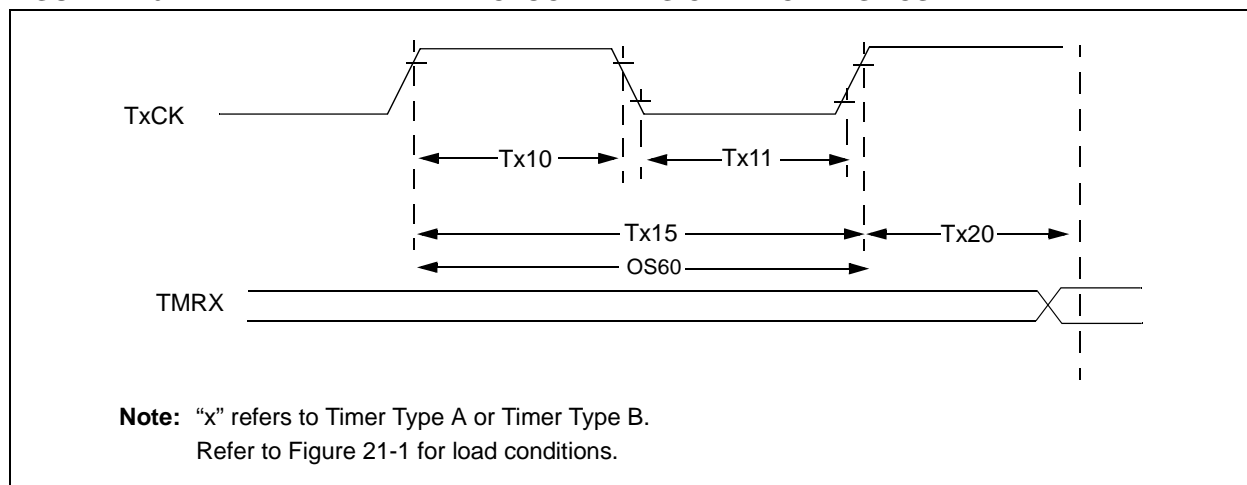 TxCK
Tx10
Tx11
Tx15
Tx20
OS60
TMRX
Note: “x” refers to Timer Type A or Timer Type B.
Refer to Figure 21-1 for load conditions.